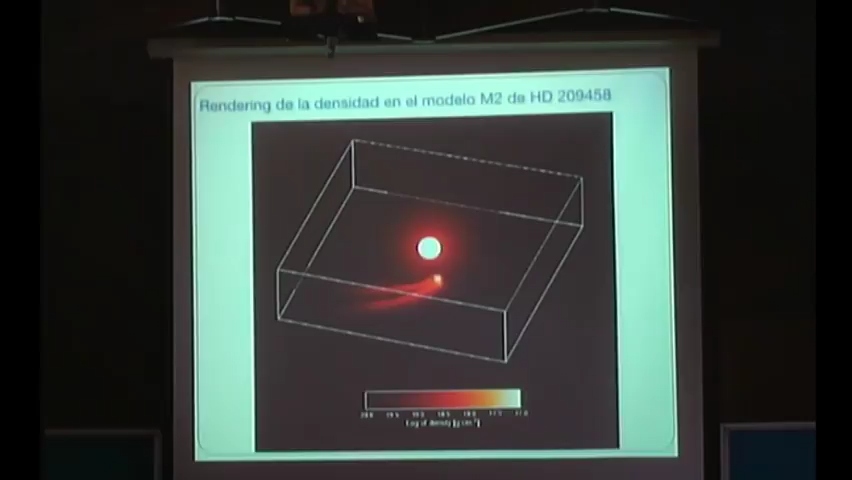 Rendering de la densidad en el modelo M2 de HD 209458
Log of density [g cm⁻³]